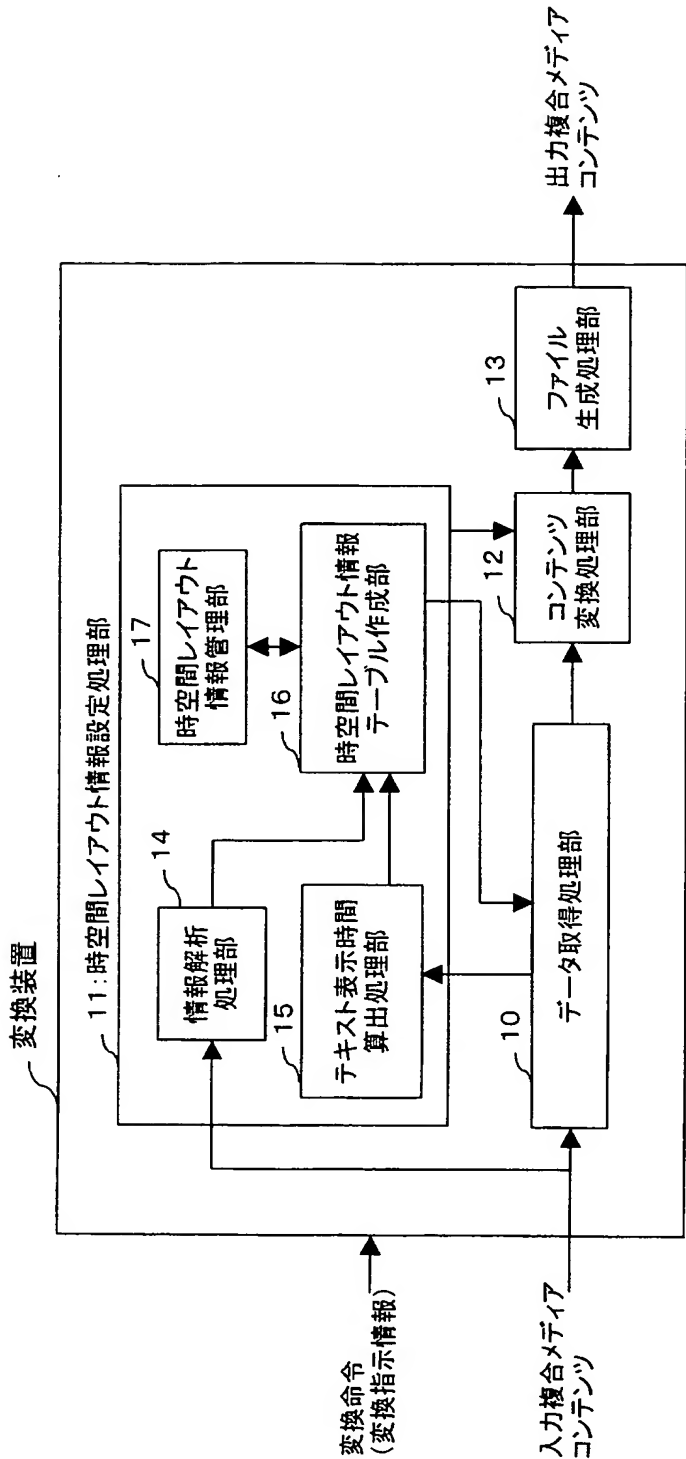 変換装置
11:時空間レイアウト情報設定処理部
17
時空間レイアウト
情報管理部
14
情報解析
処理部
16
時空間レイアウト情報
テーブル作成部
15
テキスト表示時間
算出処理部
変換命令
(変換指示情報)
入力複合メディア
コンテンツ
10
データ取得処理部
12
コンテンツ
変換処理部
13
ファイル
生成処理部
出力複合メディア
コンテンツ